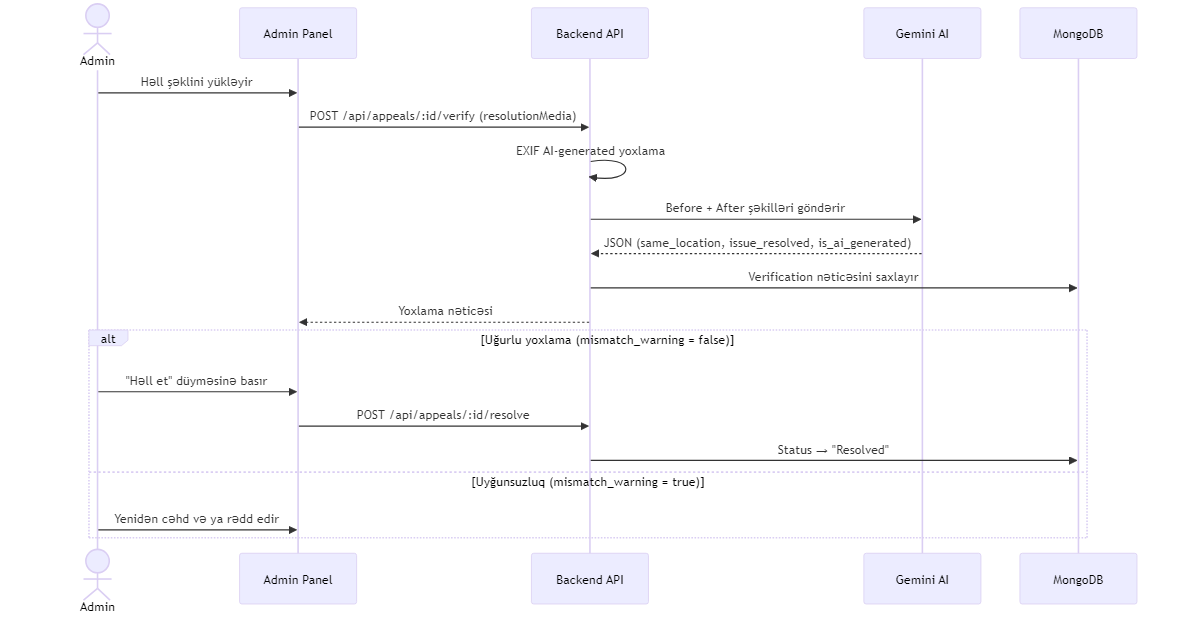 Admin
Admin Panel
Backend API
Gemini AI
MongoDB
Həll şəklini yükləyir
POST /api/appeals/:id/verify (resolutionMedia)
EXIF AI-generated yoxlama
Before + After şəkilləri göndərir
JSON (same_location, issue_resolved, is_ai_generated)
Verification nəticəsini saxlayır
Yoxlama nəticəsi
alt
[Uğurlu yoxlama (mismatch_warning = false)]
"Həll et" düyməsinə basır
POST /api/appeals/:id/resolve
Status → "Resolved"
[Uyğunsuzluq (mismatch_warning = true)]
Yenidən cəhd və ya rədd edir
Admin
Admin Panel
Backend API
Gemini AI
MongoDB